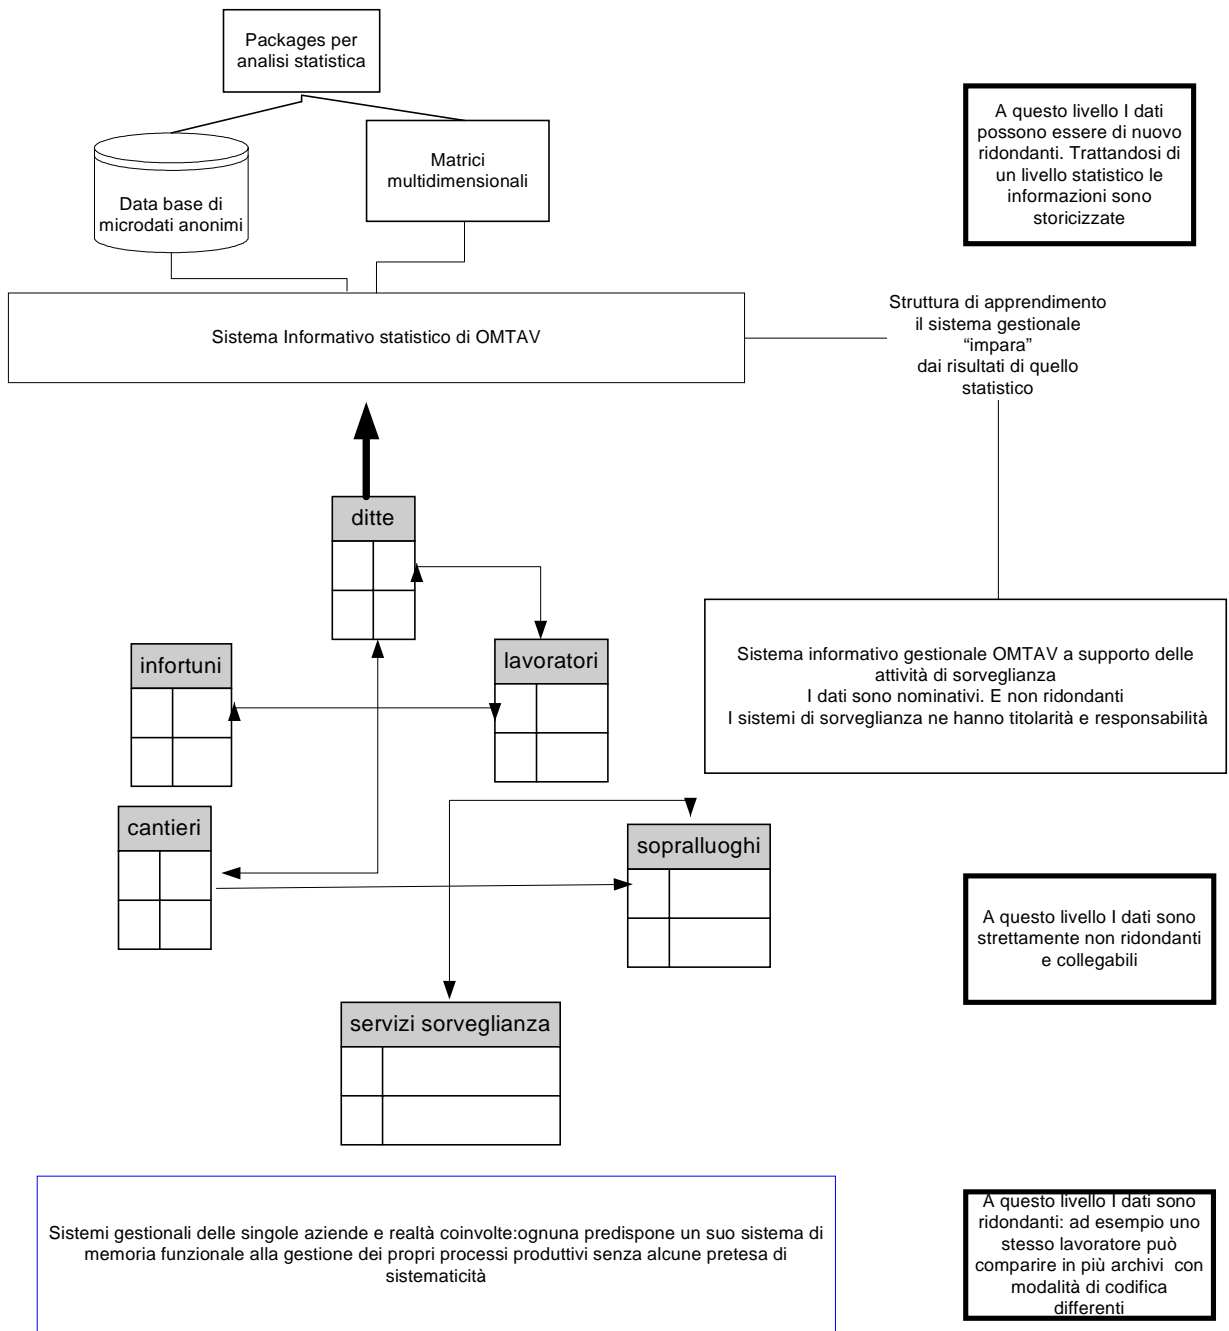 Packages per
analisi statistica
A questo livello I dati
possono essere di nuovo
ridondanti. Trattandosi di
un livello statistico le
informazioni sono
storicizzate
Matrici
multidimensionali
Data base di
microdati anonimi
Sistema Informativo statistico di OMTAV
Struttura di apprendimento
il sistema gestionale
“impara”
dai risultati di quello
statistico
ditte
infortuni
lavoratori
Sistema informativo gestionale OMTAV a supporto delle
attività di sorveglianza
I dati sono nominativi. E non ridondanti
I sistemi di sorveglianza ne hanno titolarità e responsabilità
cantieri
sopralluoghi
A questo livello I dati sono
strettamente non ridondanti
e collegabili
servizi sorveglianza
Sistemi gestionali delle singole aziende e realtà coinvolte:ognuna predispone un suo sistema di
memoria funzionale alla gestione dei propri processi produttivi senza alcune pretesa di
sistematicità
A questo livello I dati sono
ridondanti: ad esempio uno
stesso lavoratore può
comparire in più archivi con
modalità di codifica
differenti